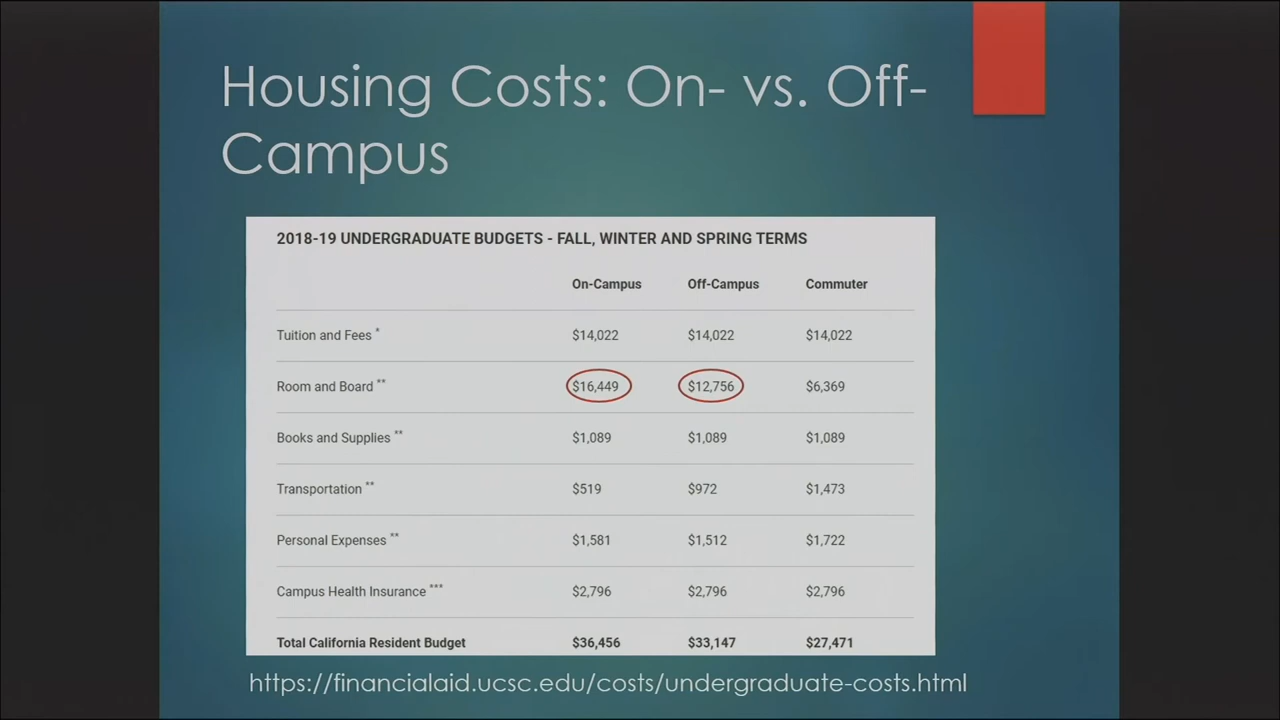 Housing Costs: On- vs. Off-
Campus
2018-19 UNDERGRADUATE BUDGETS - FALL, WINTER AND SPRING TERMS
On-Campus Off-Campus Commuter
Tuition and Fees * $14,022 $14,022 $14,022
Room and Board ** $16,449 $12,756 $6,369
Books and Supplies ** $1,089 $1,089 $1,089
Transportation ** $519 $972 $1,473
Personal Expenses ** $1,581 $1,512 $1,722
Campus Health Insurance *** $2,796 $2,796 $2,796
Total California Resident Budget $36,456 $33,147 $27,471
https://financialaid.ucsc.edu/costs/undergraduate-costs.html